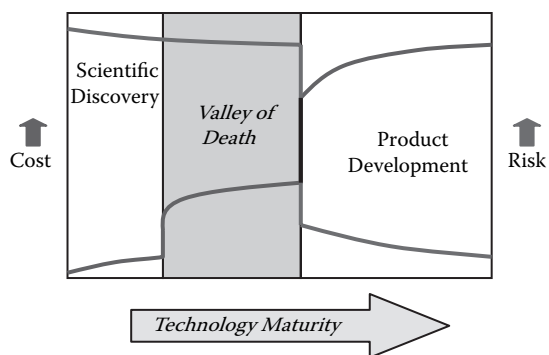 Scientific
Discovery
Valley of
Death
Product
Development
Cost
Risk
Technology Maturity